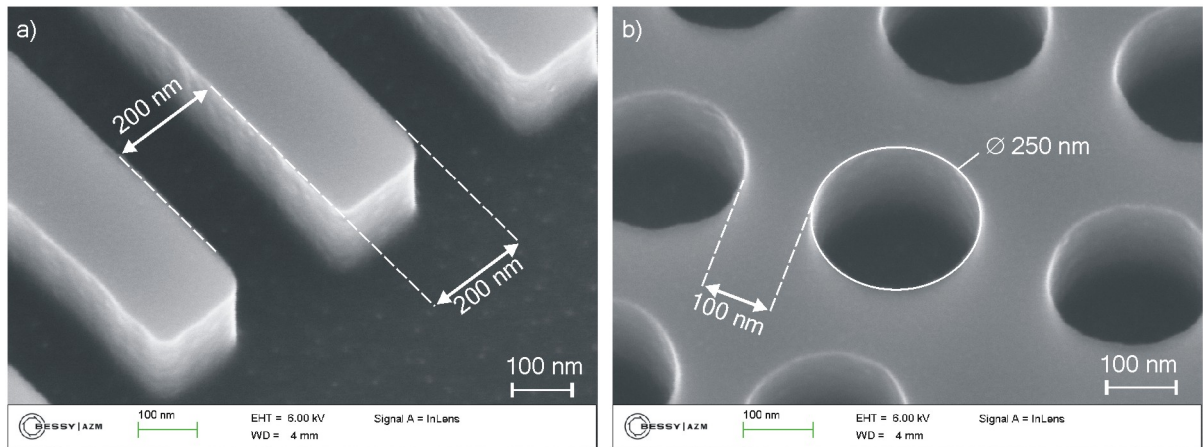 a)
200 nm
200 nm
100 nm
BESSY | AZM
100 nm
EHT = 6.00 kV
Signal A = InLens
WD = 4 mm
b)
∅ 250 nm
100 nm
100 nm
BESSY | AZM
100 nm
EHT = 6.00 kV
Signal A = InLens
WD = 4 mm